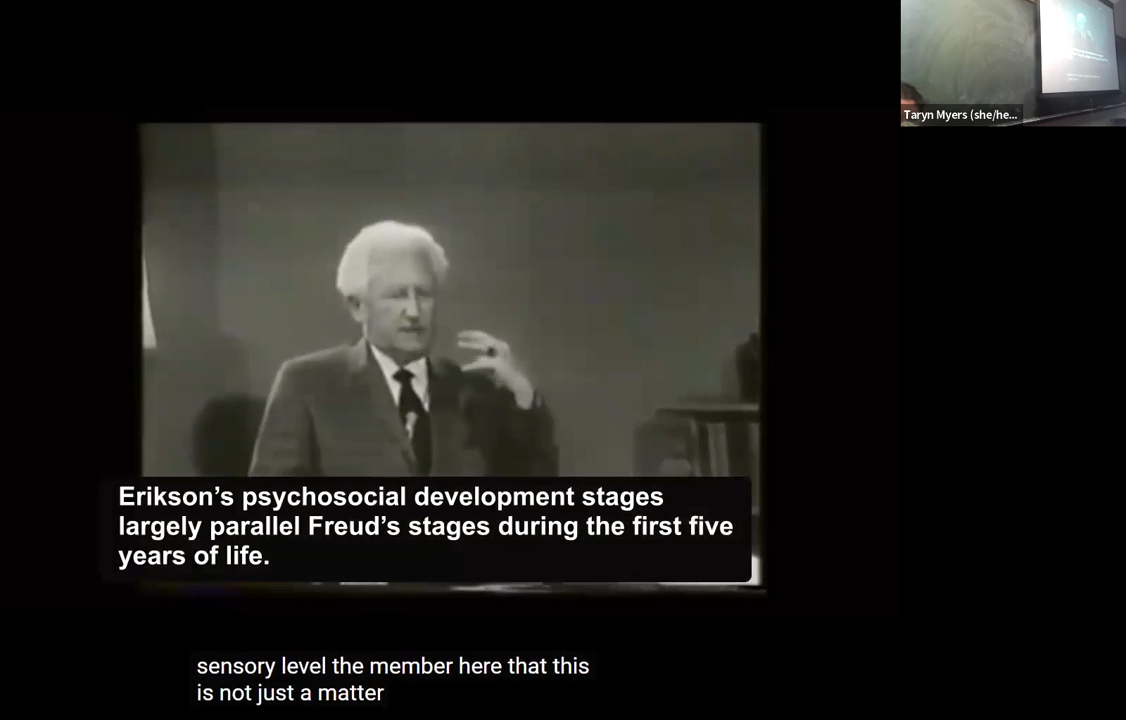 Taryn Myers (she/he...
Erikson’s psychosocial development stages
largely parallel Freud’s stages during the first five
years of life.
sensory level the member here that this
is not just a matter